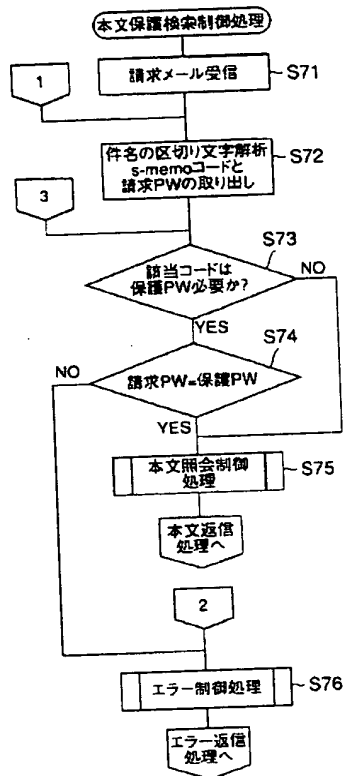 本文保護検索制御処理
請求メール受信
S71
1
件名の区切り文字解析
s-memoコードと
請求PWの取り出し
S72
3
S73
該当コードは
保護PW必要か?
NO
YES
S74
NO
請求PW=保護PW
YES
本文照会制御
処理
S75
本文返信
処理へ
2
エラー制御処理
S76
エラー返信
処理へ